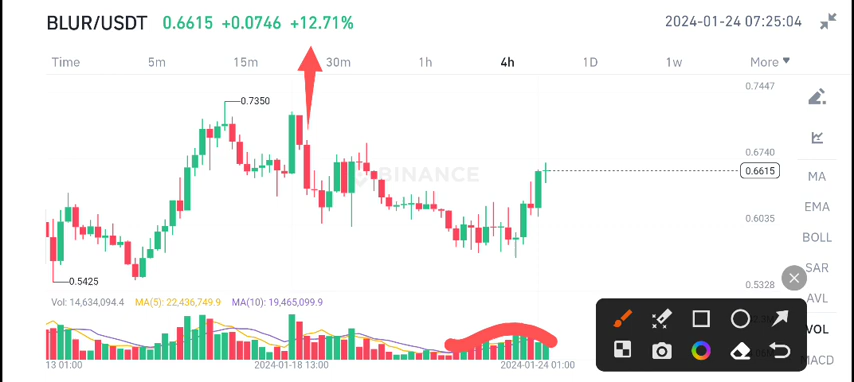 BLUR/USDT 0.6615 +0.0746 +12.71% 2024-01-24 07:25:04
Time 5m 15m 30m 1h 4h 1D 1w More
0.7447
0.7350
0.6740
BINANCE
0.6615
MA
EMA
0.6035
BOLL
SAR
0.5425
0.5328
AVL
Vol: 14,634,094.4 MA(5): 22,436,749.9 MA(10): 19,465,099.9
VOL
MACD
13 01:00 2024-01-18 13:00 2024-01-24 01:00